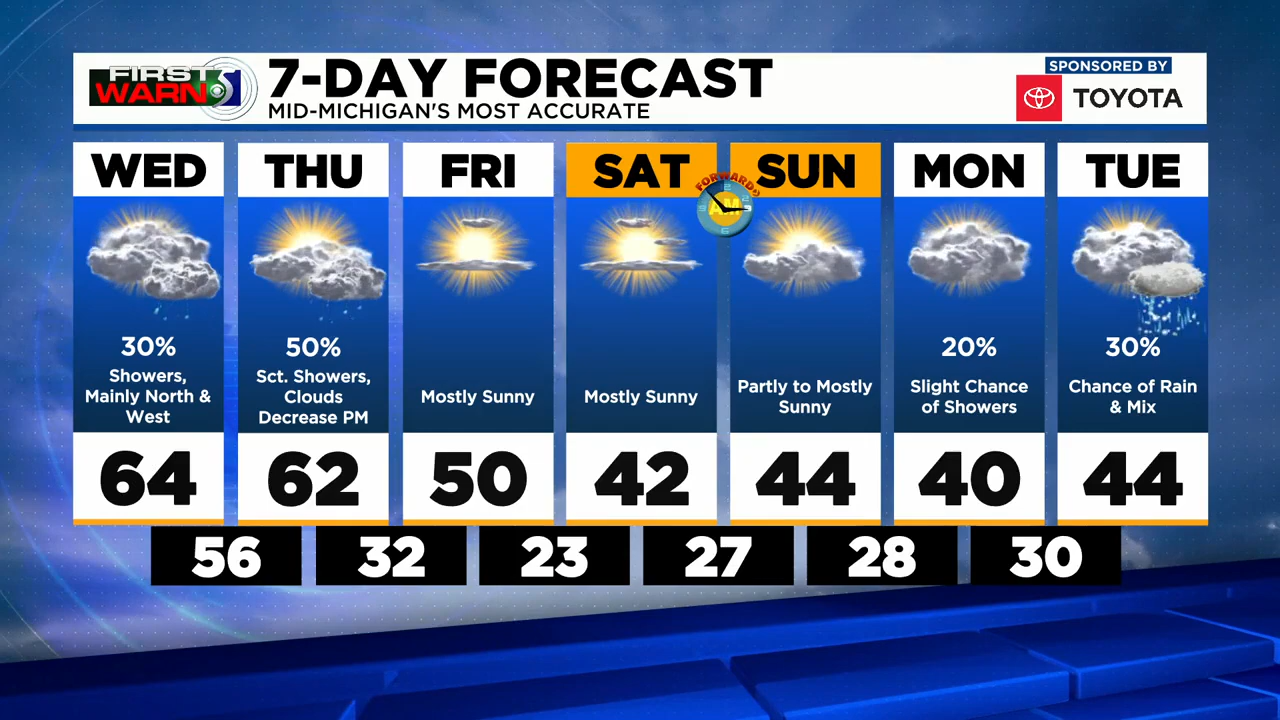 FIRST
WARN 5
7-DAY FORECAST
MID-MICHIGAN'S MOST ACCURATE
SPONSORED BY
TOYOTA
WED
THU
FRI
SAT
FORWARD
AM
SUN
MON
TUE
30%
Showers,
Mainly North &
West
50%
Sct. Showers,
Clouds
Decrease PM
Mostly Sunny
Mostly Sunny
Partly to Mostly
Sunny
20%
Slight Chance
of Showers
30%
Chance of Rain
& Mix
64
62
50
42
44
40
44
56
32
23
27
28
30